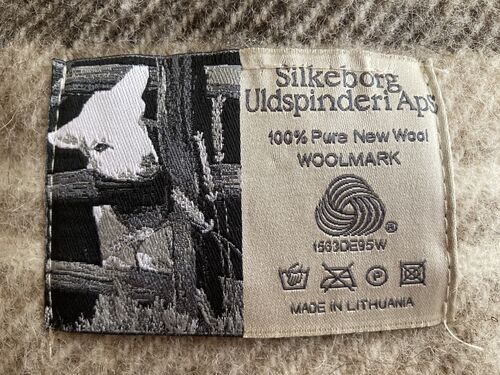 Silkeborg
Uldspinderi Aps
100% Pure New Wool
WOOLMARK
®
1563DE95W
MADE IN LITHUANIA